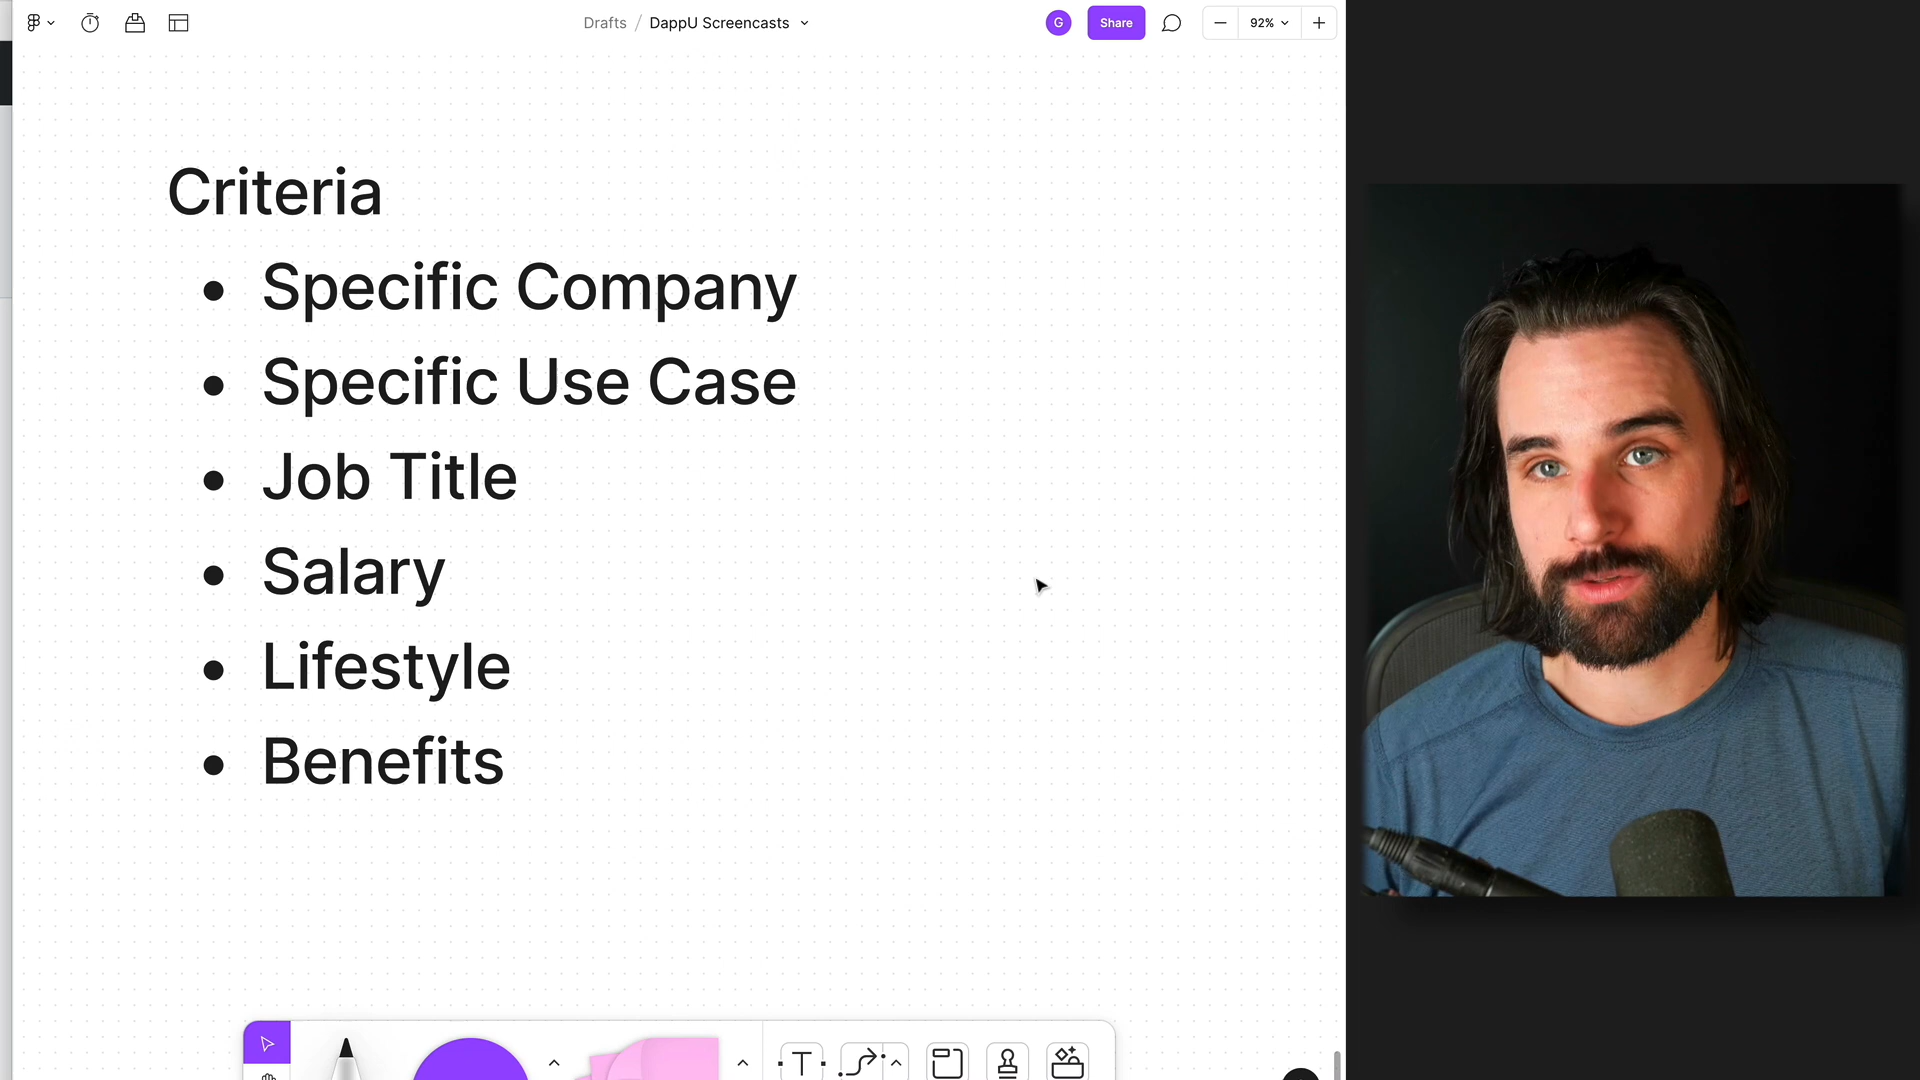 Drafts / DappU Screencasts
G
Share
92%
Criteria
• Specific Company
• Specific Use Case
• Job Title
• Salary
• Lifestyle
• Benefits
T